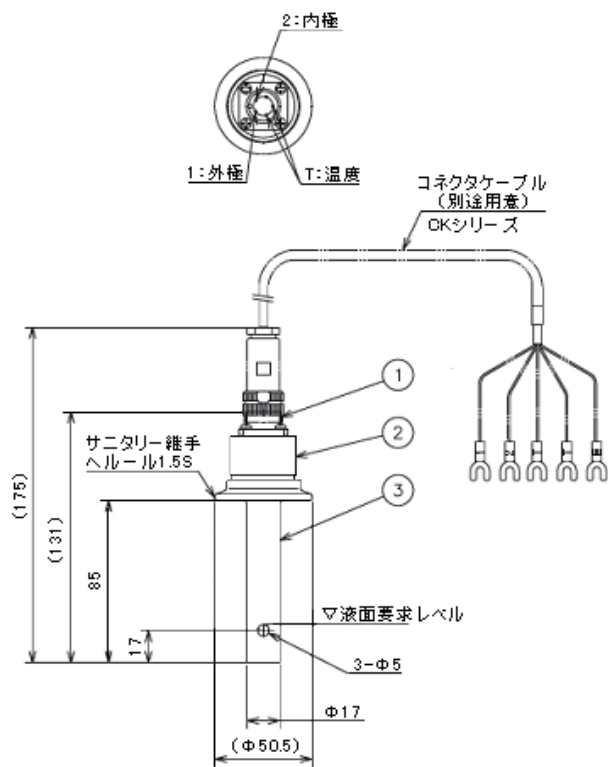 2:内極
1:外極
T:温度
コネクタケーブル
(別途用意)
CKシリーズ
1
2
サニタリー継手
ヘルール1.5S
3
(175)
(131)
85
17
▽液面要求レベル
3-Φ5
Φ17
(Φ50.5)